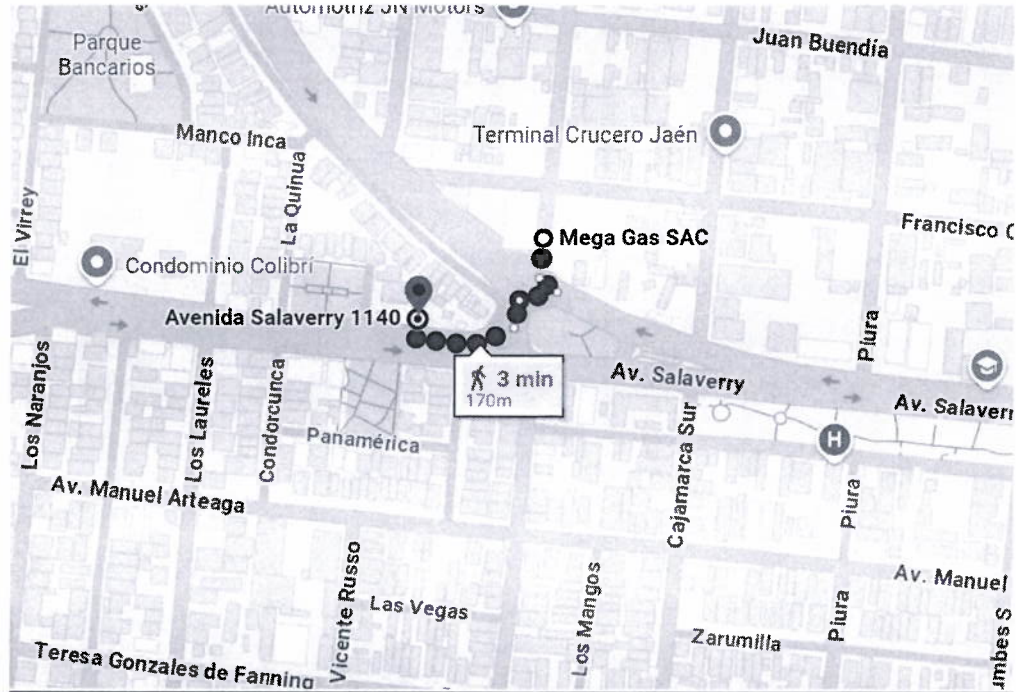 Automotriz JN Motors
Parque
Bancarios
Juan Buendía
Manco Inca
Terminal Crucero Jaén
La Quinua
El Virrey
Francisco
Mega Gas SAC
Condominio Colibrí
Avenida Salaverry 1140
3 min
170m
Piura
Av. Salaverry
Av. Salaverr
Los Naranjos
Los Laureles
Condorcunca
Panamérica
Cajamarca Sur
H
Av. Manuel Arteaga
Piura
Vicente Russo
Las Vegas
Los Mangos
Av. Manuel
Zarumilla
Piura
umbes S
Teresa Gonzales de Fanning